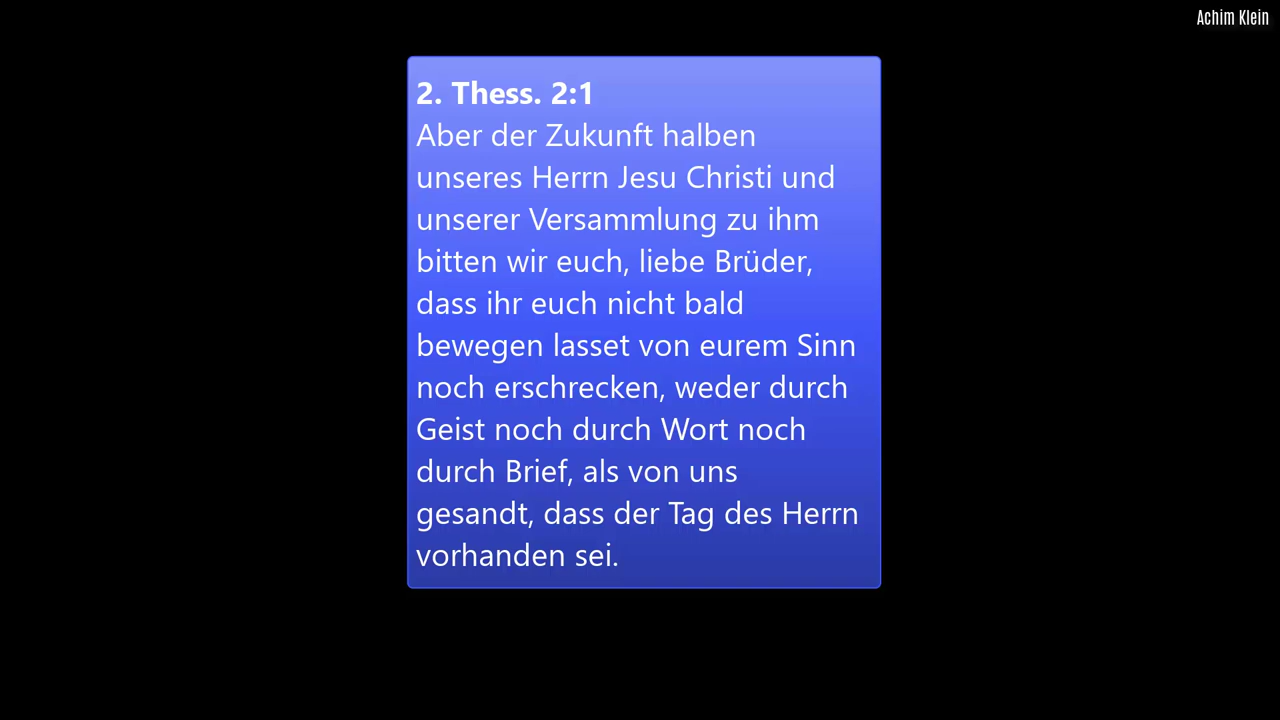 Achim Klein
2. Thess. 2:1
Aber der Zukunft halben
unseres Herrn Jesu Christi und
unserer Versammlung zu ihm
bitten wir euch, liebe Brüder,
dass ihr euch nicht bald
bewegen lasset von eurem Sinn
noch erschrecken, weder durch
Geist noch durch Wort noch
durch Brief, als von uns
gesandt, dass der Tag des Herrn
vorhanden sei.